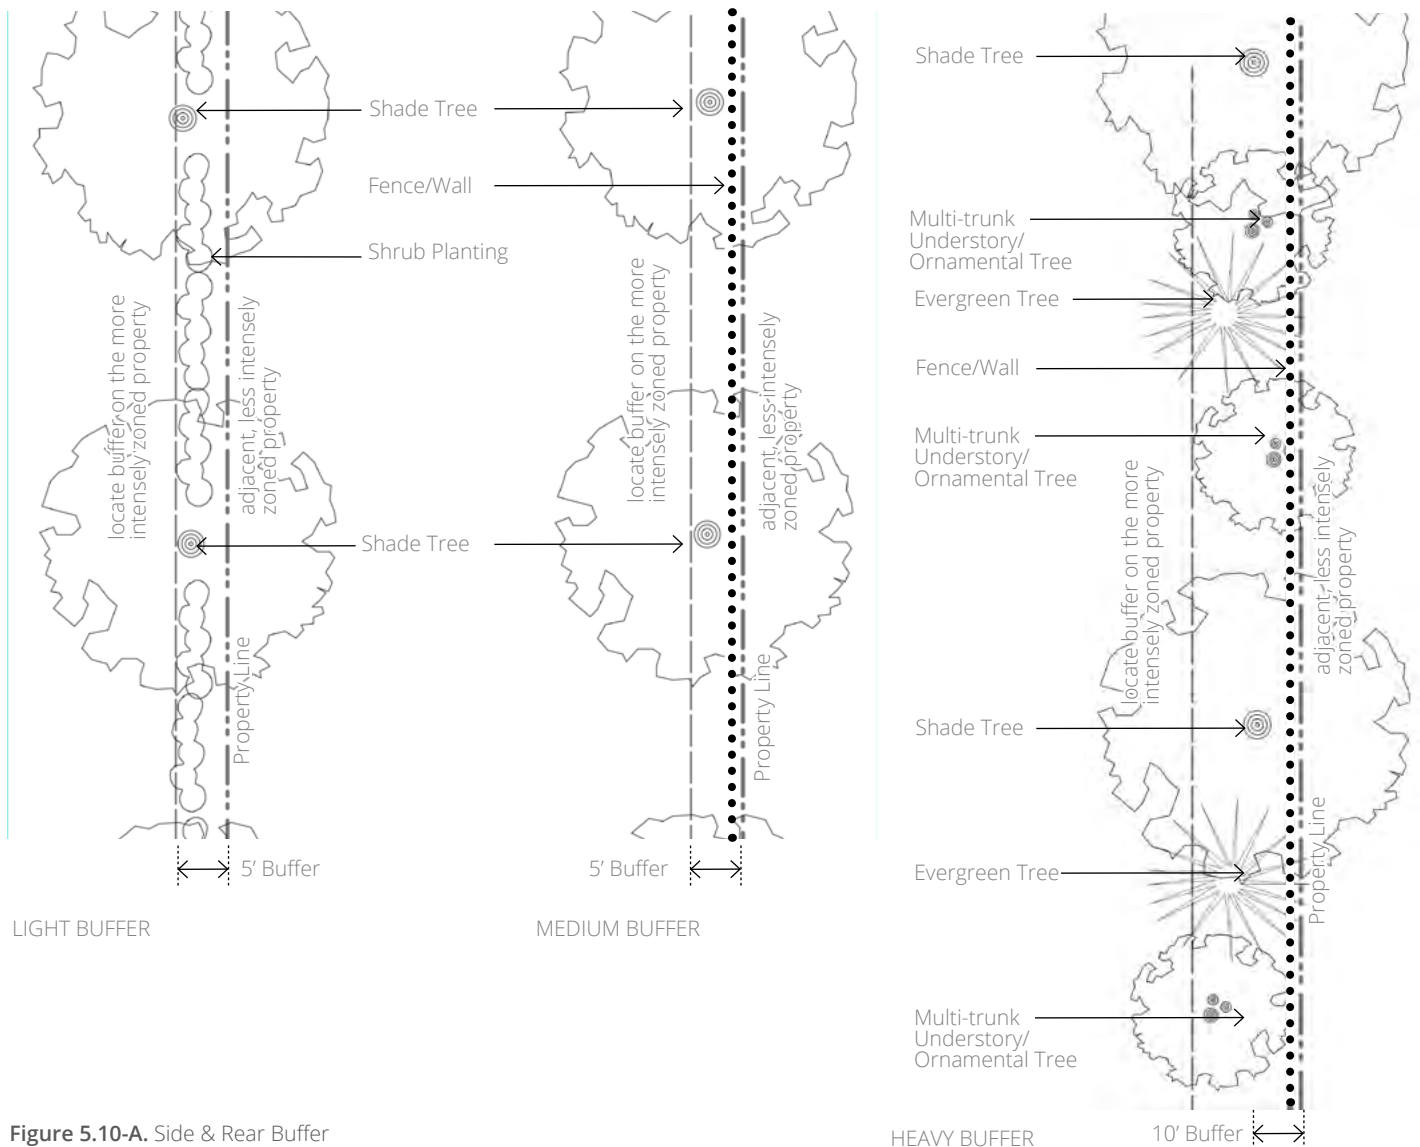 Shade Tree
Fence/Wall
Shrub Planting
locate buffer on the more
intensely zoned property
adjacent, less intensely
zoned property
Shade Tree
Property Line
5' Buffer
LIGHT BUFFER
locate buffer on the more
intensely zoned property
adjacent, less intensely
zoned property
Property Line
5' Buffer
MEDIUM BUFFER
Shade Tree
Multi-trunk
Understory/
Ornamental Tree
Evergreen Tree
Fence/Wall
Multi-trunk
Understory/
Ornamental Tree
locate buffer on the more
intensely zoned property
adjacent, less intensely
zoned property
Shade Tree
Property Line
Evergreen Tree
Multi-trunk
Understory/
Ornamental Tree
10' Buffer
HEAVY BUFFER
Figure 5.10-A. Side & Rear Buffer